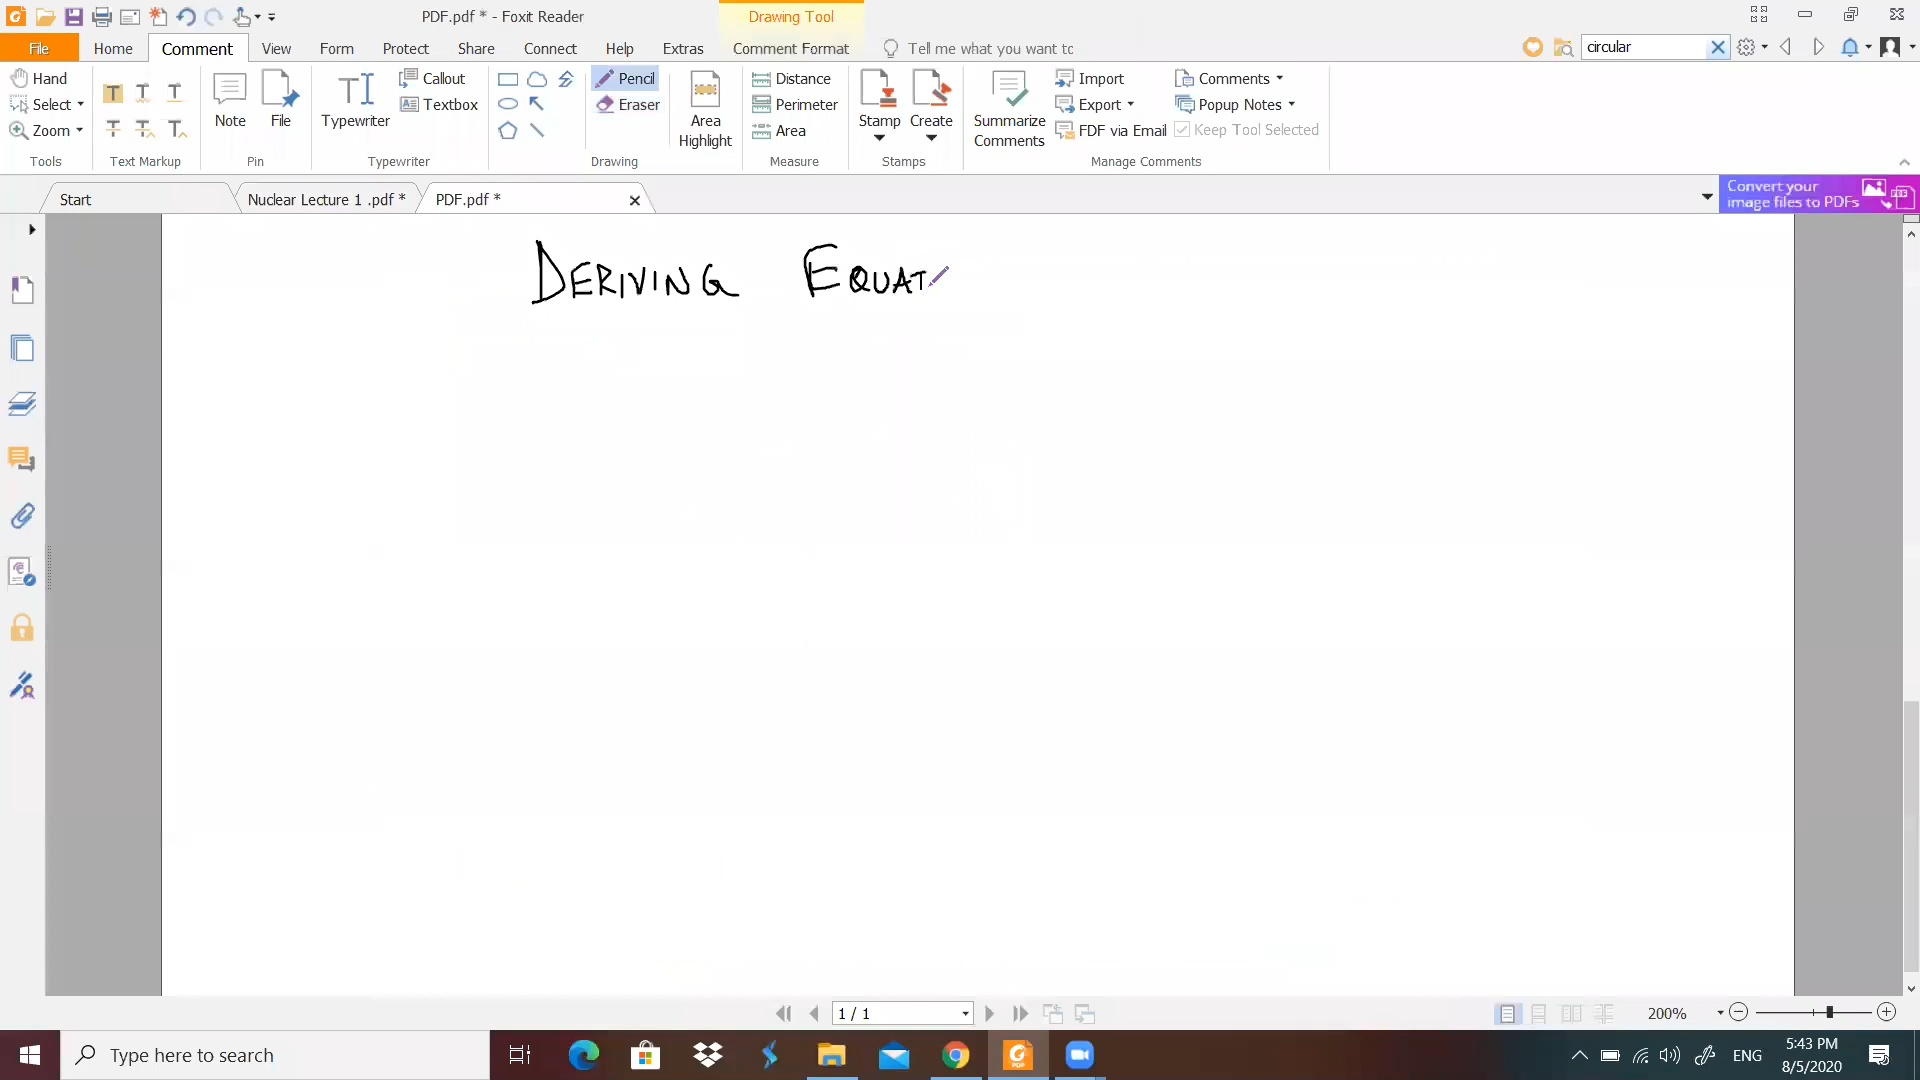 PDF.pdf * - Foxit Reader
Drawing Tool
File
Home
Comment
View
Form
Protect
Share
Connect
Help
Extras
Comment Format
Tell me what you want to
circular
Hand
Select
Zoom
Tools
Text Markup
Note
File
Pin
Typewriter
Callout
Textbox
Typewriter
Pencil
Eraser
Drawing
Area
Highlight
Distance
Perimeter
Area
Measure
Stamp
Create
Stamps
Summarize
Comments
Import
Export
FDF via Email
Comments
Popup Notes
Keep Tool Selected
Manage Comments
Start
Nuclear Lecture 1 .pdf *
PDF.pdf *
Convert your
image files to PDFs
DERIVING EQUAT
1 / 1
200%
Type here to search
ENG
5:43 PM
8/5/2020